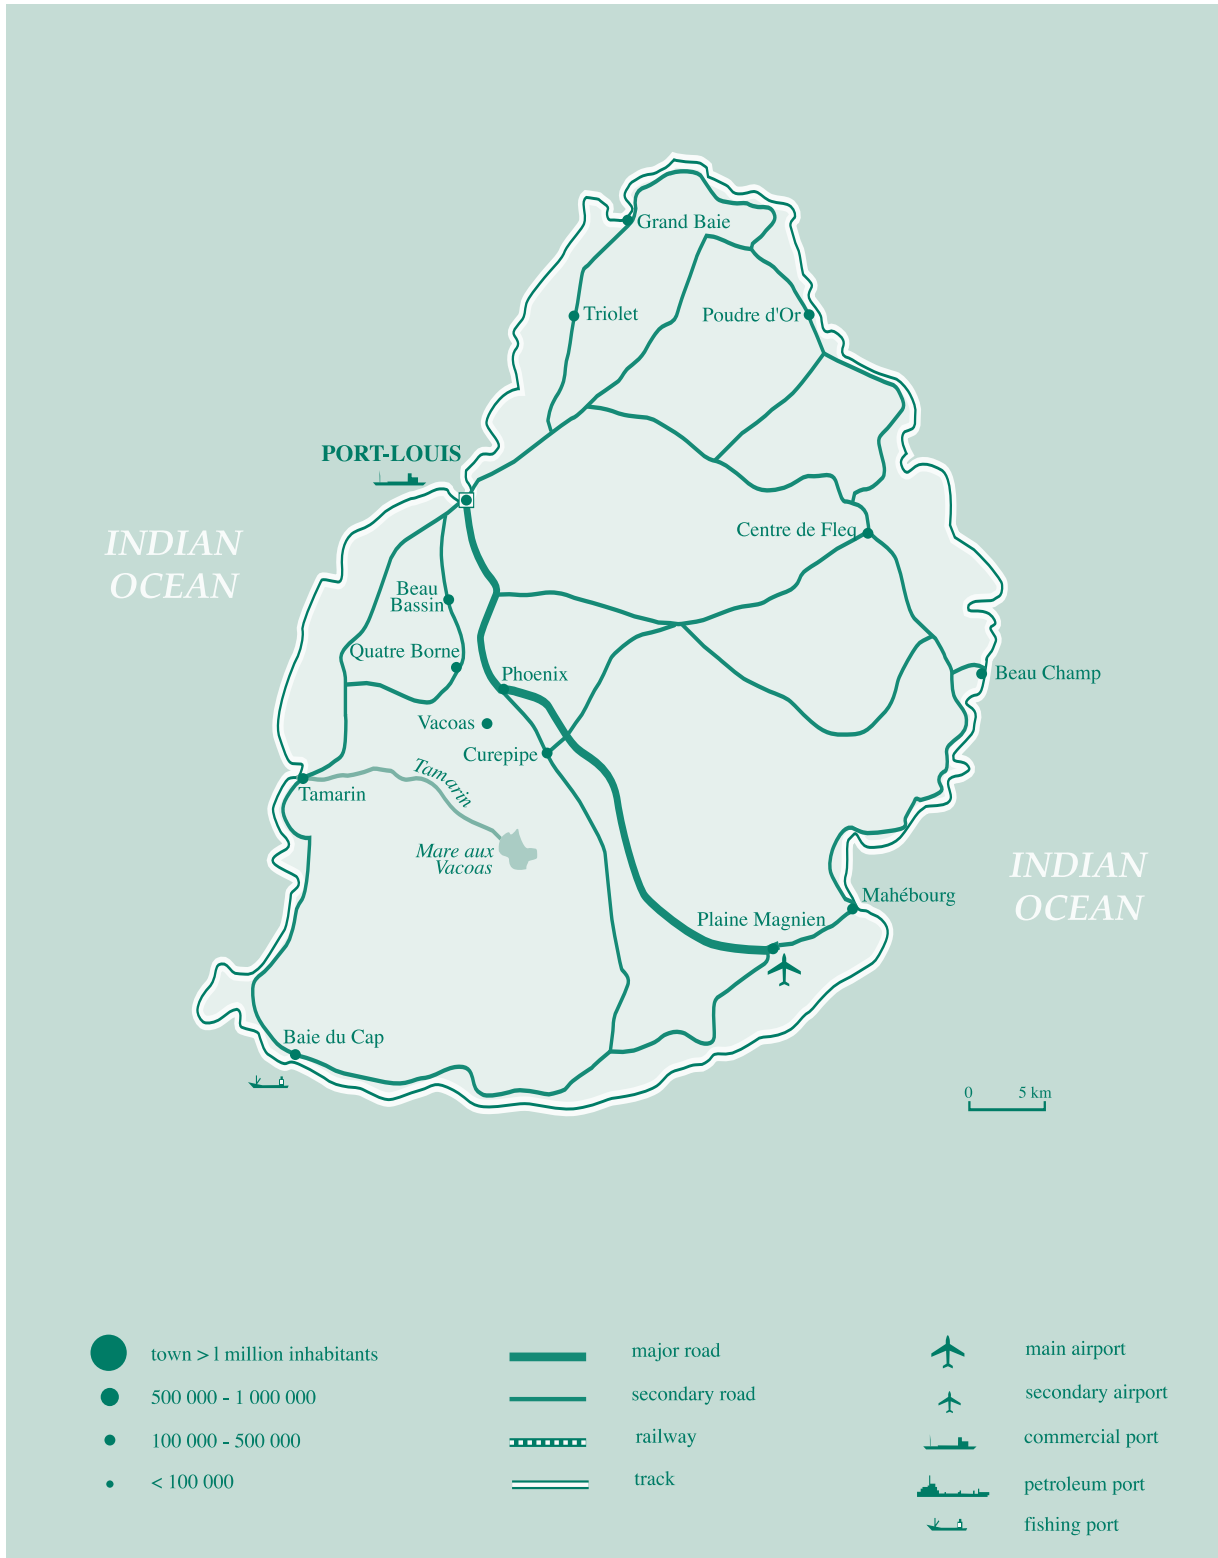 Grand Baie
Triolet
Poudre d'Or
PORT-LOUIS
INDIAN
OCEAN
Centre de Fleq
Beau
Bassin
Quatre Borne
Phoenix
Beau Champ
Vacoas
Curepipe
Tamarin
Tamarin
Mare aux
Vacoas
INDIAN
OCEAN
Mahébourg
Plaine Magnien
Baie du Cap
0 5 km
town > 1 million inhabitants
500 000 - 1 000 000
100 000 - 500 000
< 100 000
major road
secondary road
railway
track
main airport
secondary airport
commercial port
petroleum port
fishing port